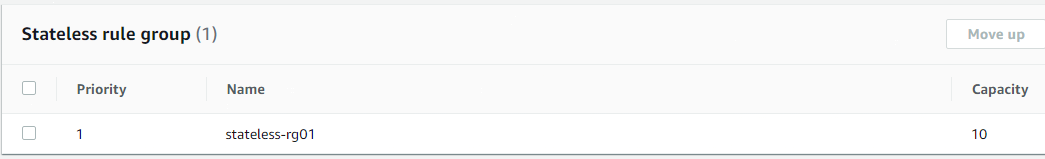 Stateless rule group (1)
Move up
Priority Name Capacity
1 stateless-rg01 10